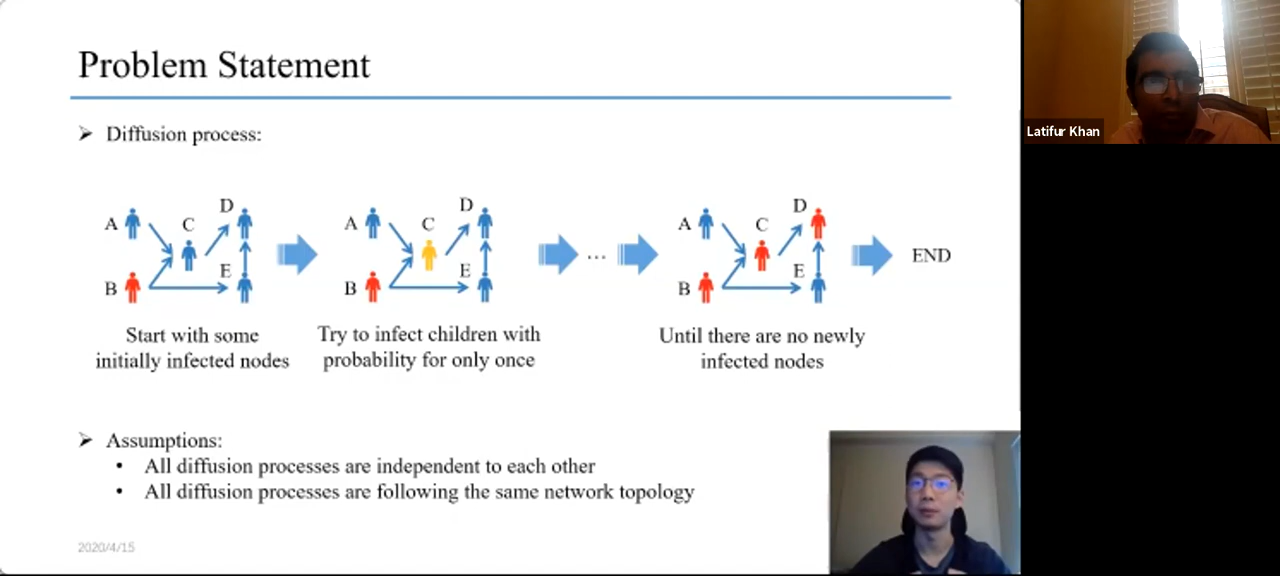 Problem Statement
Latifur Khan
➢ Diffusion process:
A C D
B E
A C D
B E
...
A C D
B E
END
Start with some
initially infected nodes
Try to infect children with
probability for only once
Until there are no newly
infected nodes
➢ Assumptions:
• All diffusion processes are independent to each other
• All diffusion processes are following the same network topology
2020/4/15